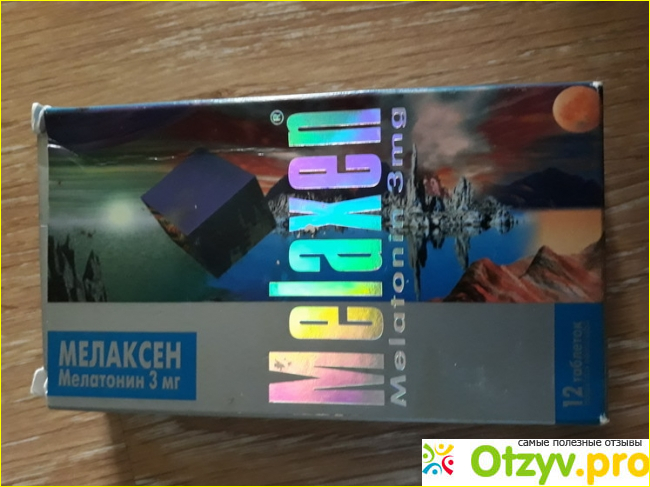 Melaxen®
Melatonin 3mg
МЕЛАКСЕН
Мелатонин 3 мг
12 таблеток
самые полезные отзывы
Otzyv.pro